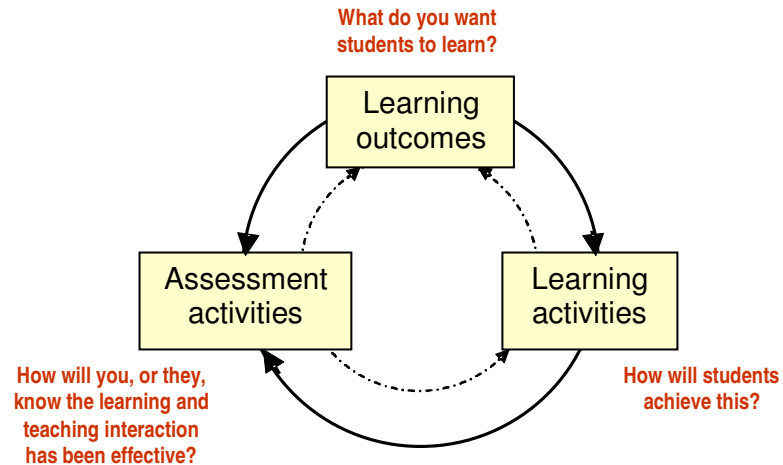 What do you want
students to learn?
Learning
outcomes
Assessment
activities
Learning
activities
How will you, or they,
know the learning and
teaching interaction
has been effective?
How will students
achieve this?